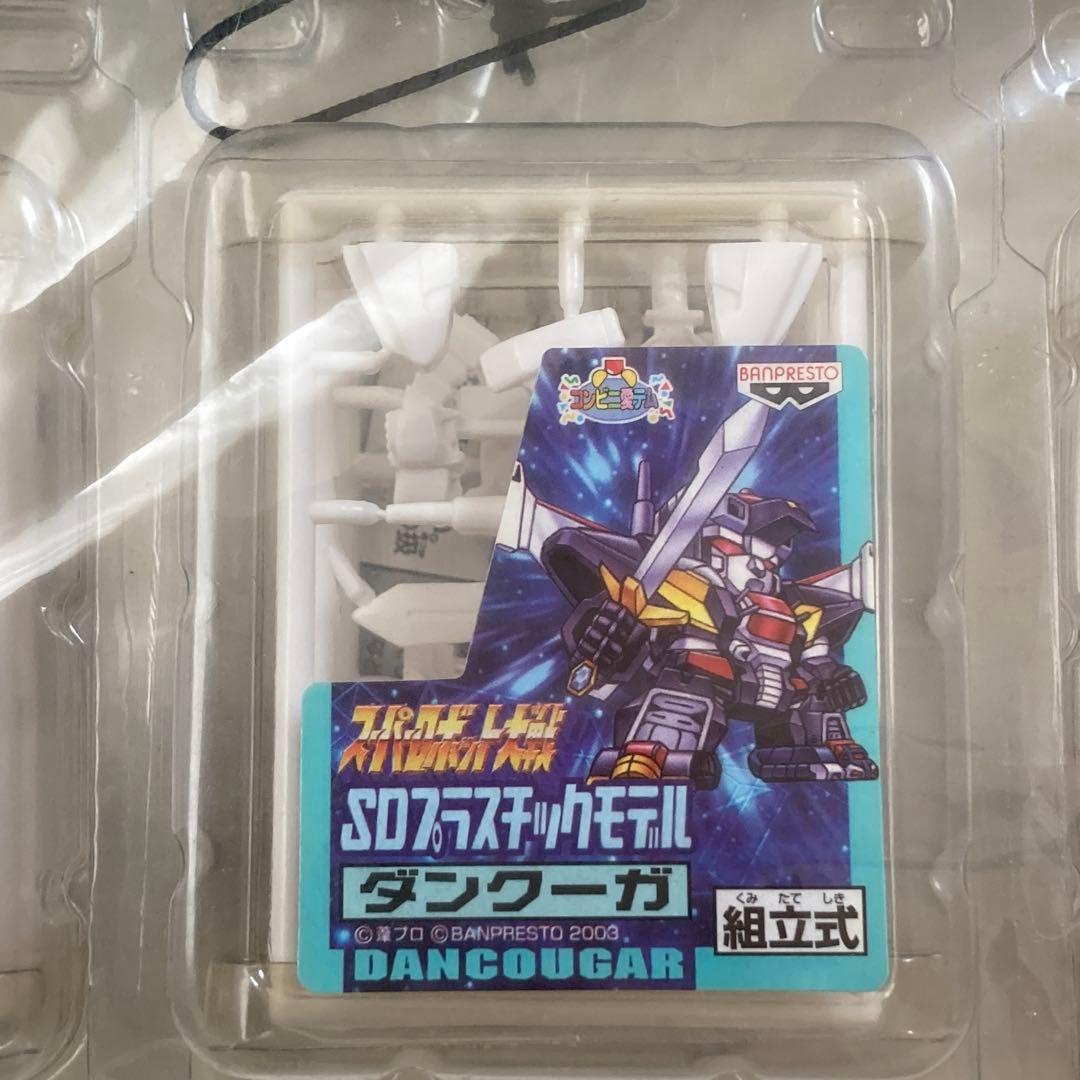 コンビニ愛テム
BANPRESTO
スーパーロボット大戦
SDプラスチックモデル
ダンクーガ
くみ たて しき
組立式
©葦プロ ©BANPRESTO 2003
DANCOUGAR